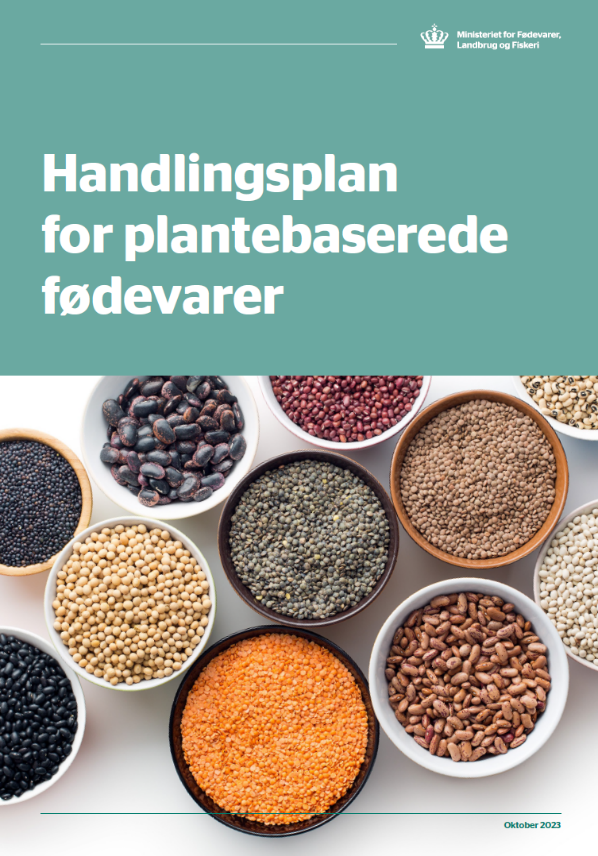 Ministeriet for Fødevarer,
Landbrug og Fiskeri
Handlingsplan
for plantebaserede
fødevarer
Oktober 2023